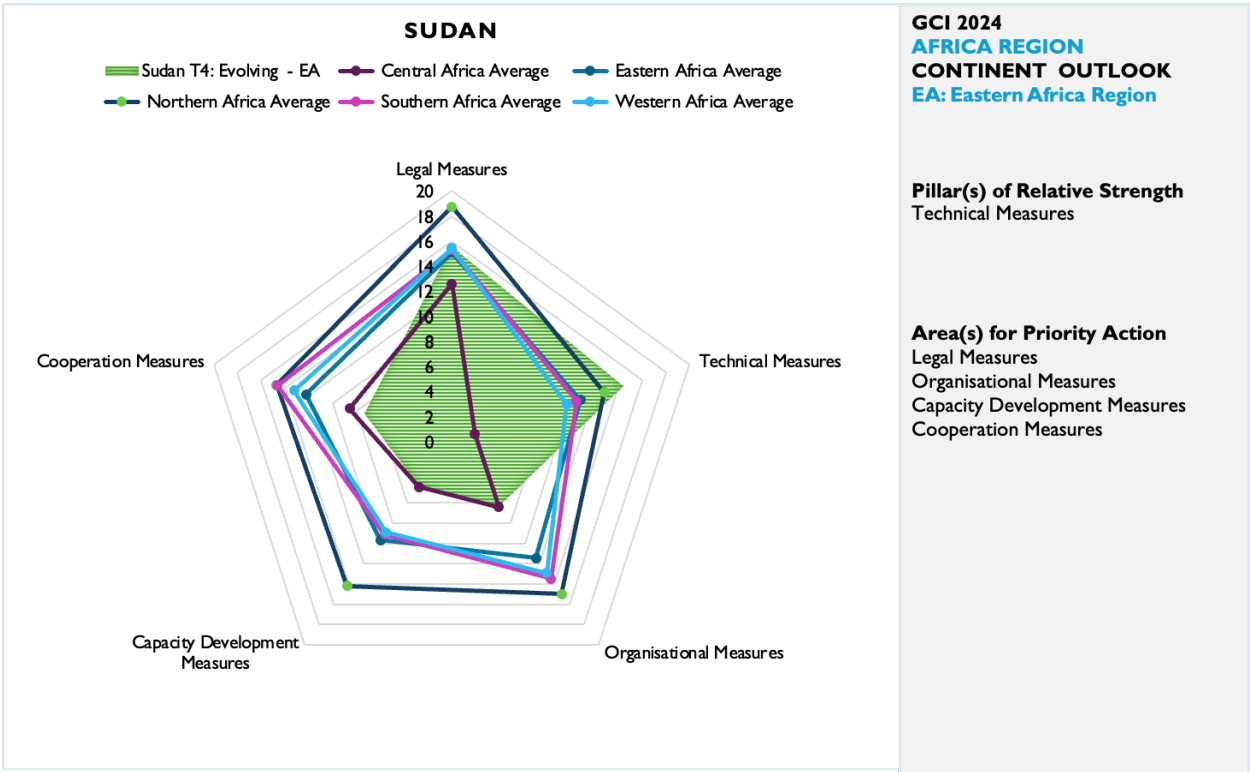 SUDAN
Sudan T4: Evolving - EA
Central Africa Average
Eastern Africa Average
Northern Africa Average
Southern Africa Average
Western Africa Average
Legal Measures
20
18
16
14
12
10
8
6
4
2
0
Technical Measures
Cooperation Measures
Capacity Development
Measures
Organisational Measures
GCI 2024
AFRICA REGION
CONTINENT OUTLOOK
EA: Eastern Africa Region
Pillar(s) of Relative Strength
Technical Measures
Area(s) for Priority Action
Legal Measures
Organisational Measures
Capacity Development Measures
Cooperation Measures